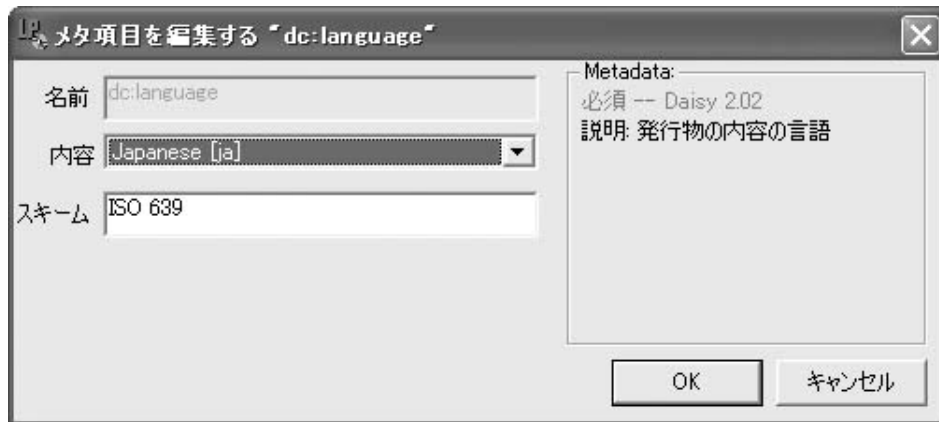 メタ項目を編集する "dc:language"
名前 dc:language
内容 Japanese [ja]
スキーム ISO 639
Metadata:
必須 -- Daisy 2.02
説明: 発行物の内容の言語
OK
キャンセル